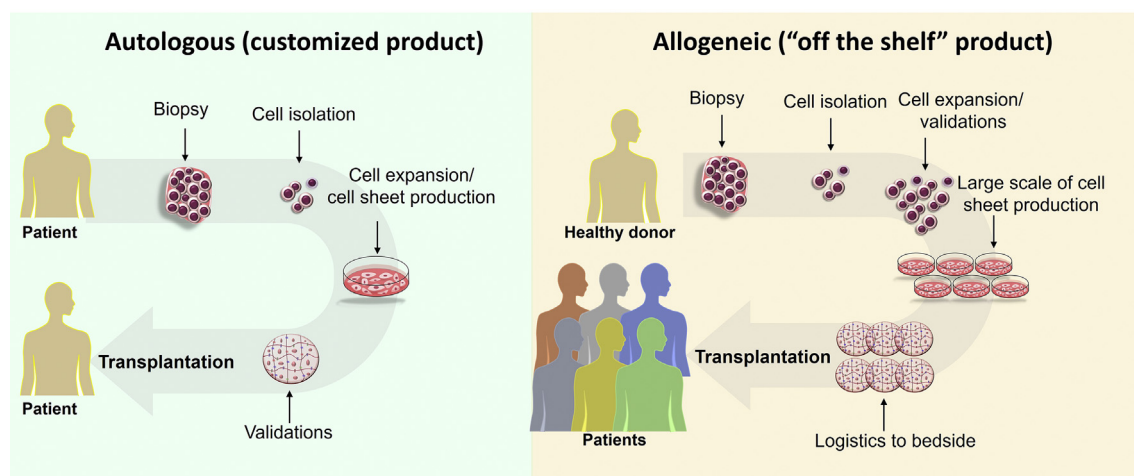 Autologous (customized product)
Biopsy
Cell isolation
Cell expansion/
cell sheet production
Patient
Transplantation
Patient
Validations
Allogeneic (“off the shelf” product)
Biopsy
Cell isolation
Cell expansion/
validations
Large scale of cell
sheet production
Healthy donor
Transplantation
Patients
Logistics to bedside